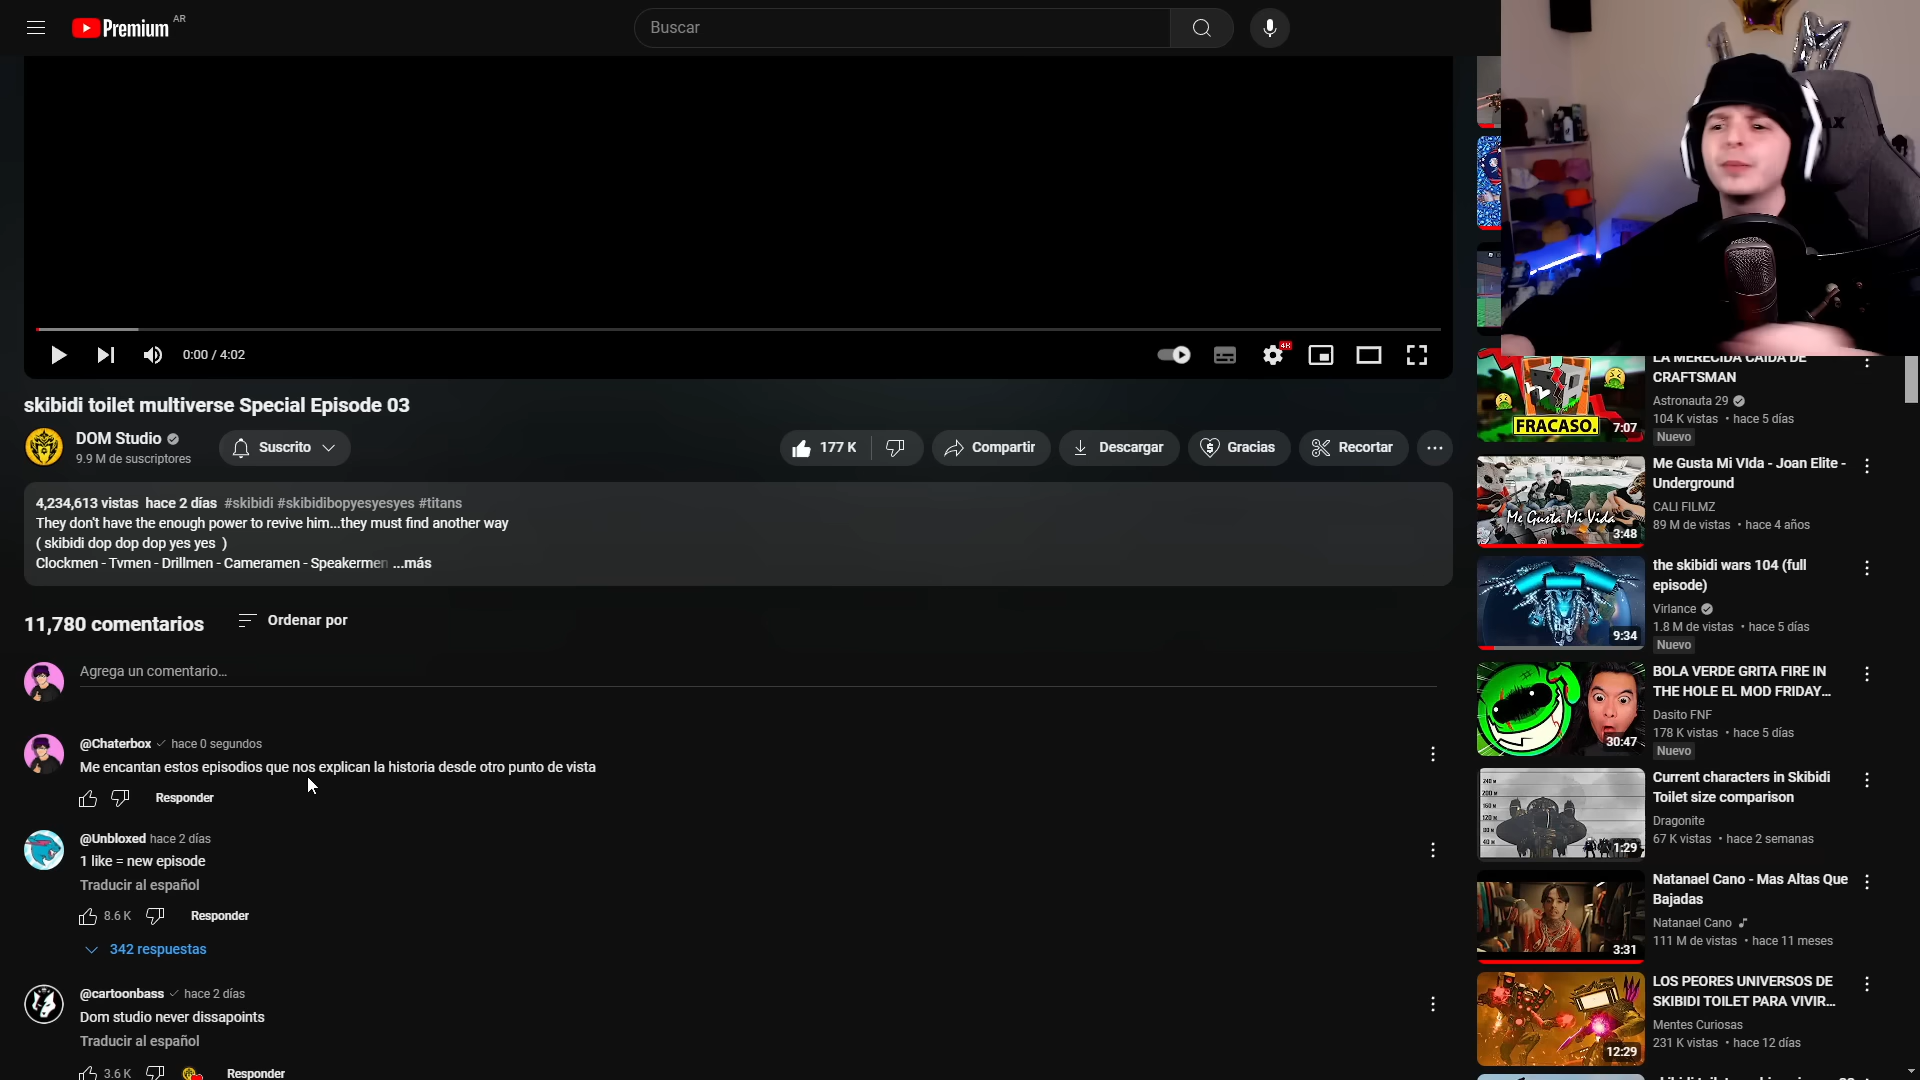 Premium AR
Buscar
0:00 / 4:02
4K
skibidi toilet multiverse Special Episode 03
DOM Studio
9.9 M de suscriptores
Suscrito
177 K
Compartir
Descargar
Gracias
Recortar
4,234,613 vistas hace 2 días #skibidi #skibidibopyesyesyes #titans
They don't have the enough power to revive him...they must find another way
( skibidi dop dop dop yes yes )
Clockmen - Tvmen - Drillmen - Cameramen - Speakermen ...más
11,780 comentarios
Ordenar por
Agrega un comentario...
@Chaterbox hace 0 segundos
Me encantan estos episodios que nos explican la historia desde otro punto de vista
Responder
@Unbloxed hace 2 días
1 like = new episode
Traducir al español
8.6 K
Responder
342 respuestas
@cartoonbass hace 2 días
Dom studio never dissapoints
Traducir al español
3.6 K
Responder
LA MERECIDA CAIDA DE
CRAFTSMAN
Astronauta 29
104 K vistas • hace 5 días
Nuevo
FRACASO.
7:07
Me Gusta Mi VIda - Joan Elite -
Underground
CALI FILMZ
89 M de vistas • hace 4 años
Me Gusta Mi Vida
3:48
the skibidi wars 104 (full
episode)
Virlance
1.8 M de vistas • hace 5 días
Nuevo
9:34
BOLA VERDE GRITA FIRE IN
THE HOLE EL MOD FRIDAY...
Dasito FNF
178 K vistas • hace 5 días
Nuevo
30:47
Current characters in Skibidi
Toilet size comparison
Dragonite
67 K vistas • hace 2 semanas
1:29
Natanael Cano - Mas Altas Que
Bajadas
Natanael Cano
111 M de vistas • hace 11 meses
3:31
LOS PEORES UNIVERSOS DE
SKIBIDI TOILET PARA VIVIR...
Mentes Curiosas
231 K vistas • hace 12 días
12:29